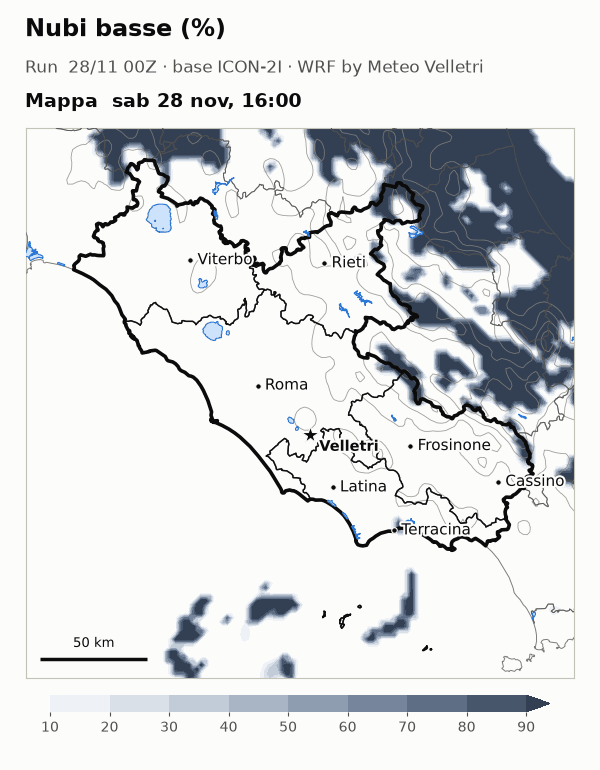 Nubi basse (%)
Run  28/11 00Z · base ICON-2I · WRF by Meteo Velletri
Mappa  sab 28 nov, 16:00
Viterbo
Rieti
Roma
Velletri
Frosinone
Latina
Cassino
Terracina
50 km
10 20 30 40 50 60 70 80 90